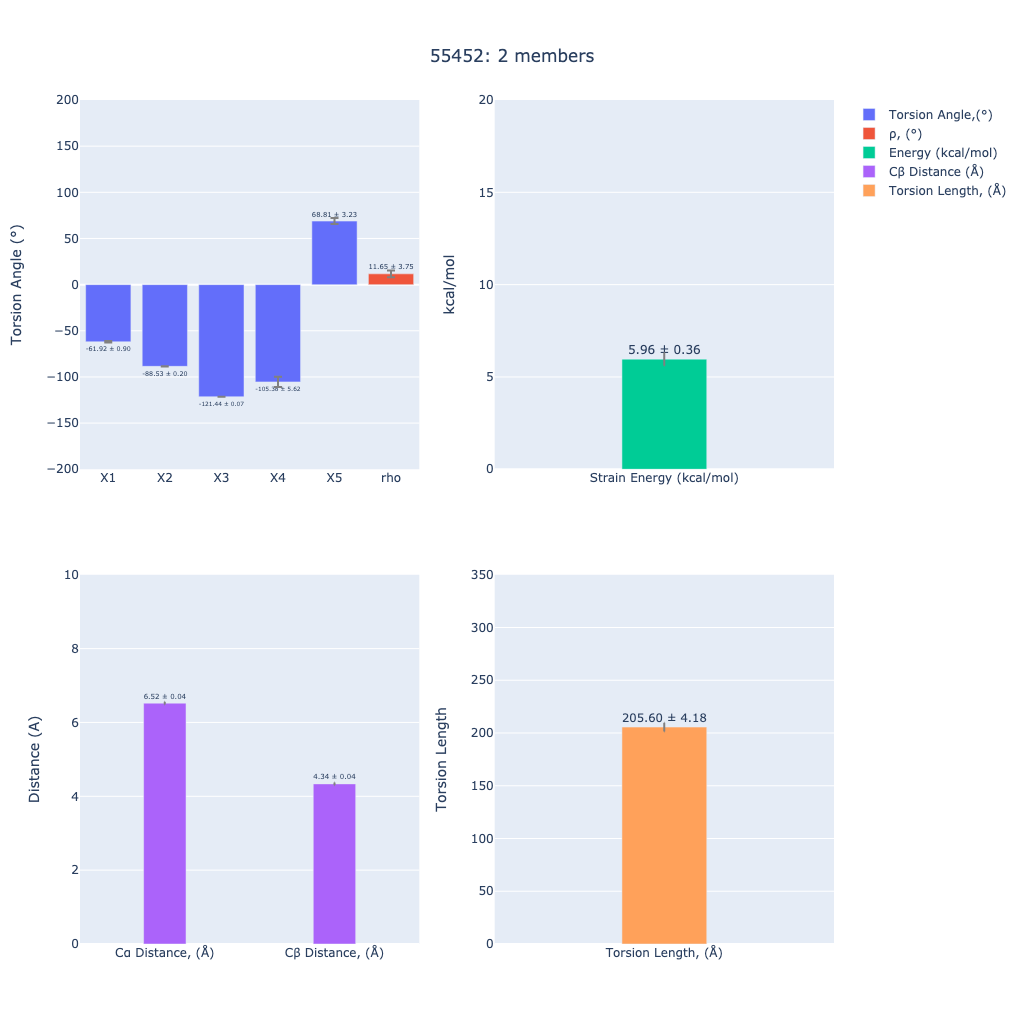 55452: 2 members
200
150
100
50
0
−50
−100
−150
−200
Torsion Angle (°)
68.81 ± 3.23
11.65 ± 3.75
-61.92 ± 0.90
-88.53 ± 0.20
-121.44 ± 0.07
-105.38 ± 5.62
X1 X2 X3 X4 X5 rho
20
15
10
5
0
kcal/mol
5.96 ± 0.36
Strain Energy (kcal/mol)
Torsion Angle,(°)
ρ, (°)
Energy (kcal/mol)
Cβ Distance (Å)
Torsion Length, (Å)
10
8
6
4
2
0
Distance (A)
6.52 ± 0.04
4.34 ± 0.04
Cα Distance, (Å) Cβ Distance, (Å)
350
300
250
200
150
100
50
0
Torsion Length
205.60 ± 4.18
Torsion Length, (Å)